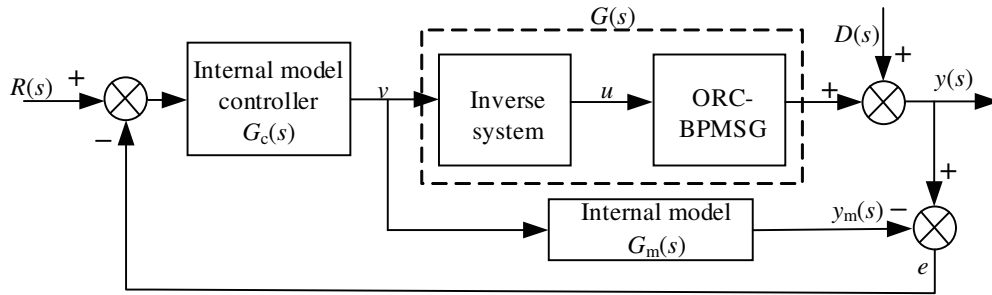 G(s)
D(s)
+
R(s)
+
−
Internal model
controller
Gc(s)
v
Inverse
system
u
ORC-
BPMSG
+
y(s)
+
Internal model
Gm(s)
ym(s)
−
e